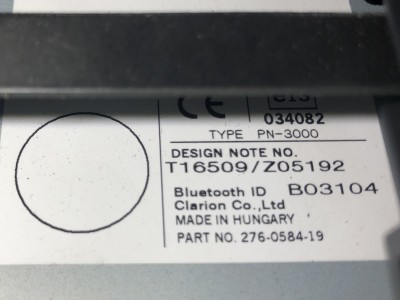 CE
034082
TYPE PN-3000
DESIGN NOTE NO.
T16509/Z05192
Bluetooth ID B03104
Clarion Co.,Ltd
MADE IN HUNGARY
PART NO. 276-0584-19